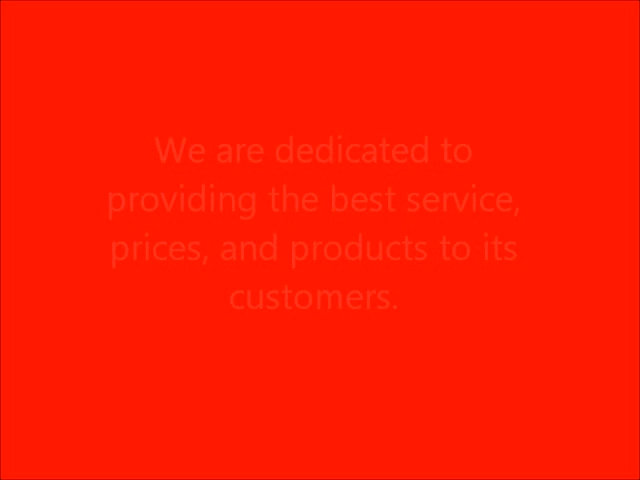 We are dedicated to
providing the best service,
prices, and products to its
customers.